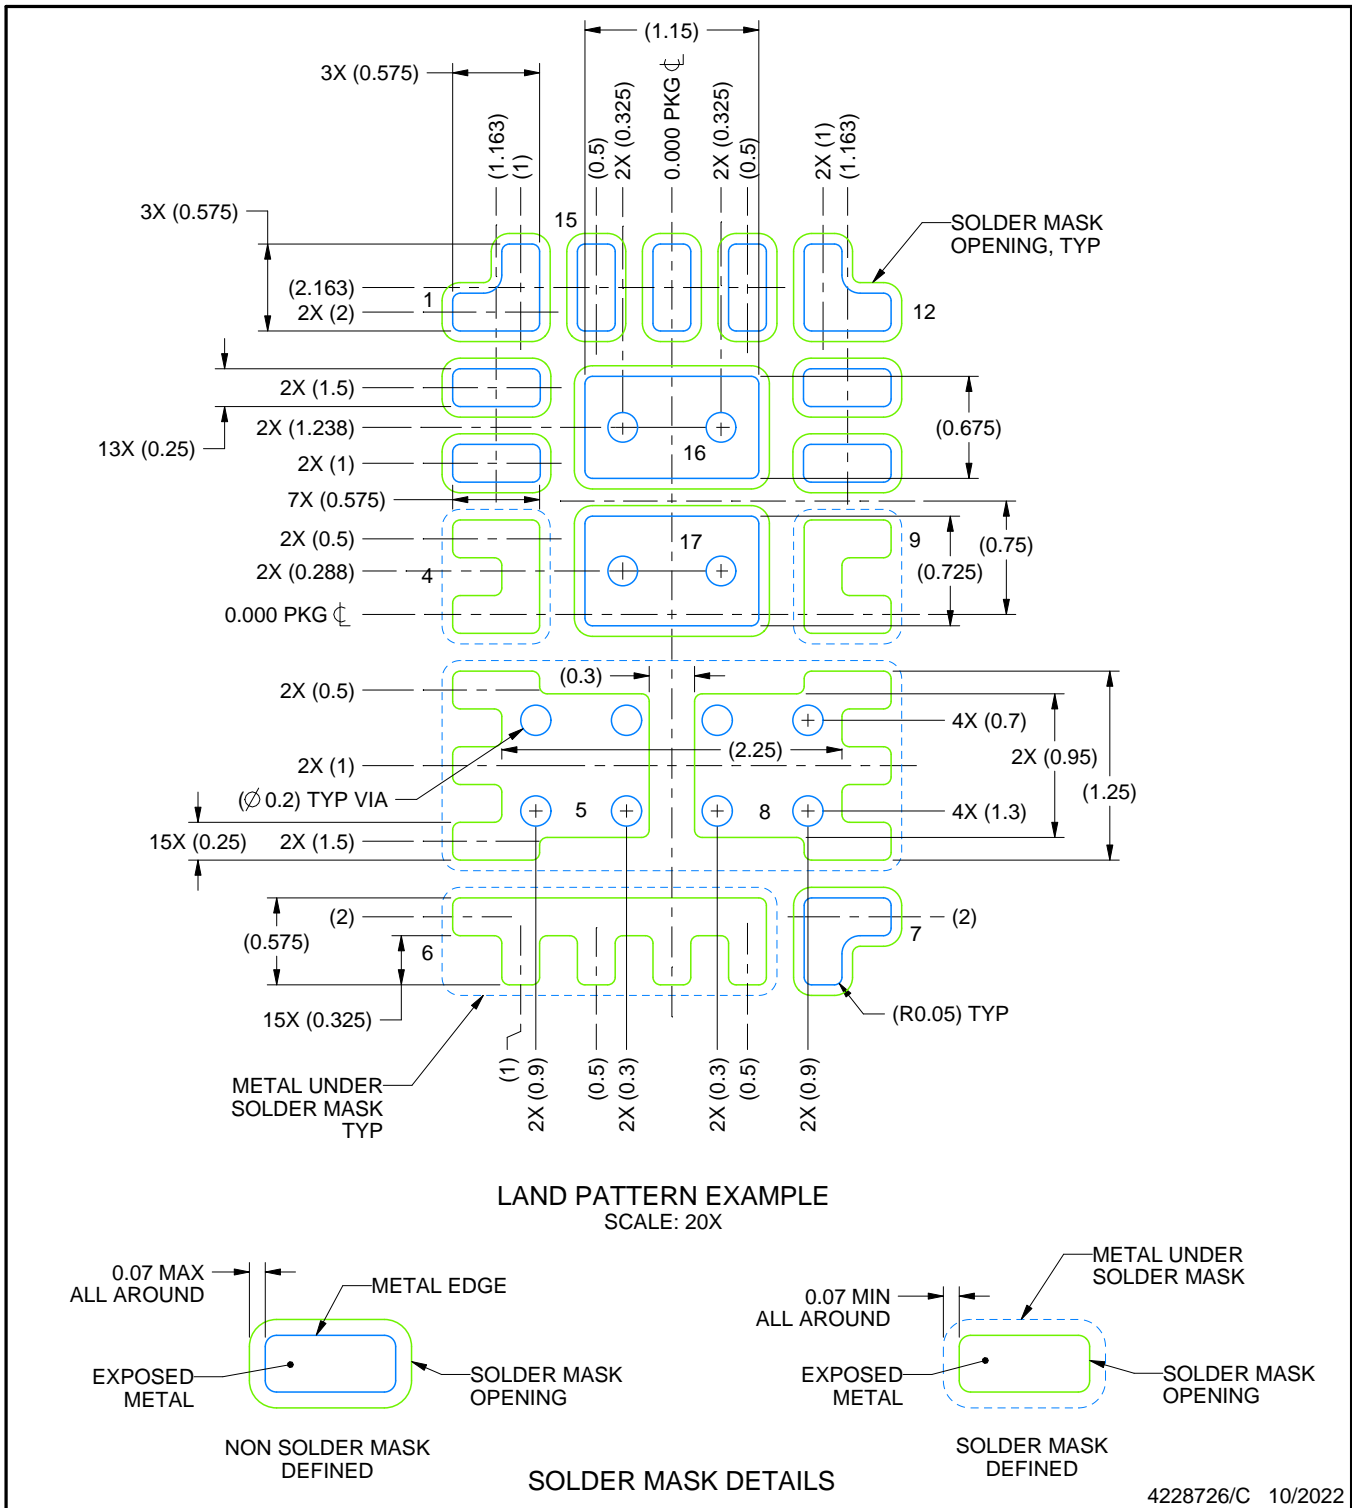 (1.15)
3X (0.575)
(1.163)
(1)
(0.5)
2X (0.325)
0.000 PKG ℄
2X (0.325)
(0.5)
2X (1)
(1.163)
3X (0.575)
15
SOLDER MASK
OPENING, TYP
(2.163)
1
2X (2)
12
2X (1.5)
2X (1.238)
(0.675)
13X (0.25)
16
2X (1)
7X (0.575)
2X (0.5)
17
9
(0.75)
2X (0.288)
4
(0.725)
0.000 PKG ℄
(0.3)
2X (0.5)
4X (0.7)
(2.25)
2X (0.95)
2X (1)
(1.25)
(Ø 0.2) TYP VIA
5
8
4X (1.3)
15X (0.25)
2X (1.5)
(2)
(2)
(0.575)
6
7
15X (0.325)
(R0.05) TYP
(1)
2X (0.9)
(0.5)
2X (0.3)
2X (0.3)
(0.5)
2X (0.9)
METAL UNDER
SOLDER MASK
TYP
LAND PATTERN EXAMPLE
SCALE: 20X
0.07 MAX
ALL AROUND
METAL EDGE
EXPOSED
METAL
SOLDER MASK
OPENING
NON SOLDER MASK
DEFINED
0.07 MIN
ALL AROUND
METAL UNDER
SOLDER MASK
EXPOSED
METAL
SOLDER MASK
OPENING
SOLDER MASK
DEFINED
SOLDER MASK DETAILS
4228726/C 10/2022